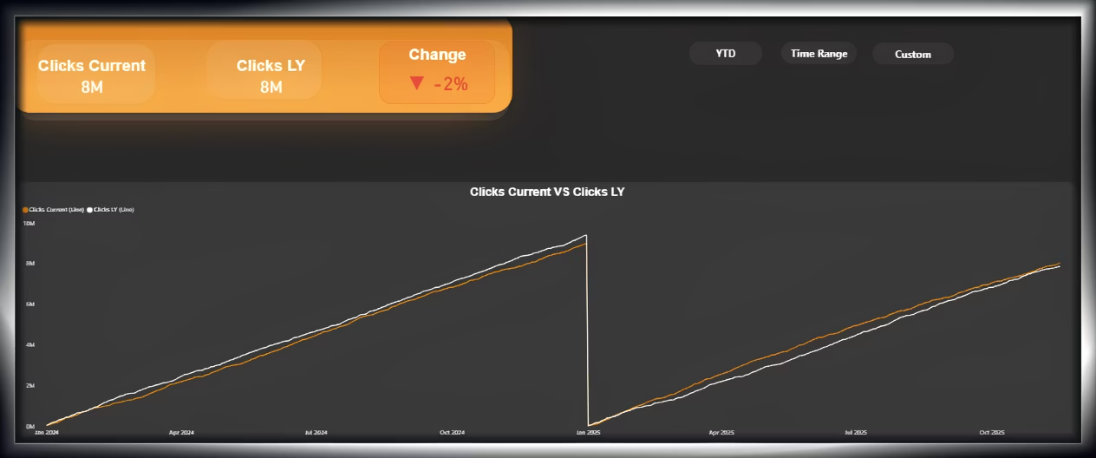 Clicks Current
8M
Clicks LY
8M
Change
▼ -2%
YTD
Time Range
Custom
Clicks Current VS Clicks LY
Clicks Current (Line) Clicks LY (Line)
10M
8M
6M
4M
2M
0M
Jan 2024 Apr 2024 Jul 2024 Oct 2024 Jan 2025 Apr 2025 Jul 2025 Oct 2025